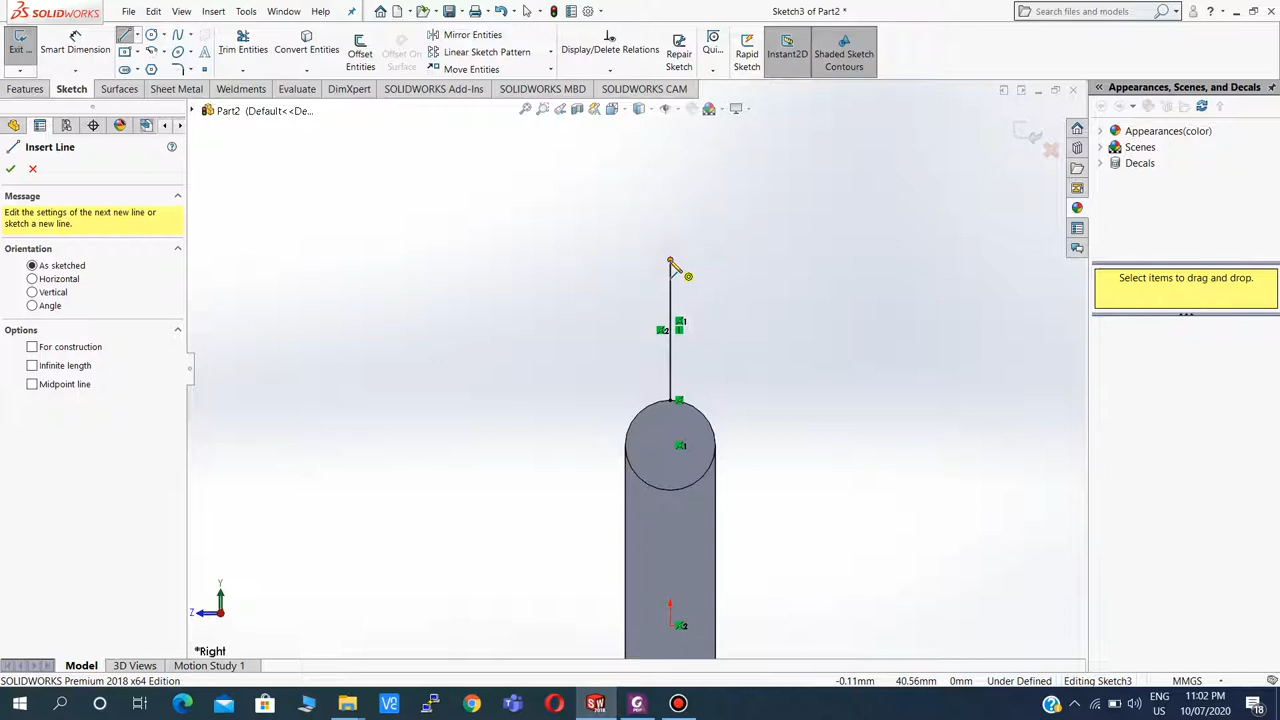 SOLIDWORKS File Edit View Insert Tools Window Help Sketch3 of Part2 * Search files and models
Exit ... Smart Dimension Trim Entities Convert Entities Offset Entities Offset On Surface Mirror Entities Linear Sketch Pattern Move Entities Display/Delete Relations Repair Sketch Qui... Rapid Sketch Instant2D Shaded Sketch Contours
Features Sketch Surfaces Sheet Metal Weldments Evaluate DimXpert SOLIDWORKS Add-Ins SOLIDWORKS MBD SOLIDWORKS CAM
Appearances, Scenes, and Decals
Part2 (Default<<De...
Insert Line
Message
Edit the settings of the next new line or
sketch a new line.
Orientation
As sketched
Horizontal
Vertical
Angle
Options
For construction
Infinite length
Midpoint line
Appearances(color)
Scenes
Decals
Select items to drag and drop.
1
2
1
2
Y
Z
*Right
Model 3D Views Motion Study 1
SOLIDWORKS Premium 2018 x64 Edition -0.11mm 40.56mm 0mm Under Defined Editing Sketch3 MMGS
ENG 11:02 PM
US 10/07/2020